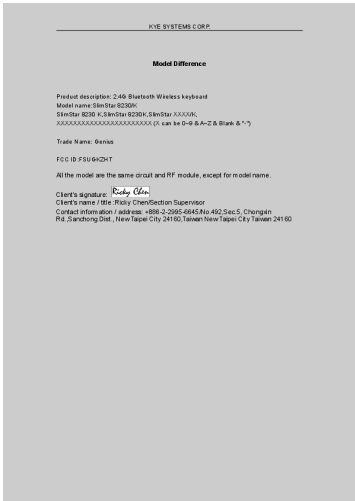 KYE SYSTEMS CORP.
Model Difference
Product description: 2.4G Bluetooth Wireless keyboard
Model name:SlimStar 8230/K
SlimStar 8230 K,SlimStar 8230K,SlimStar XXXX/K,
XXXXXXXXXXXXXXXXXXXXXXX (X can be 0~9 & A~Z & Blank & "-")
Trade Name: Genius
FCC ID:FSUGKZHT
All the model are the same circuit and RF module, except for model name.
Client's signature: Ricky Chen
Client's name / title :Ricky Chen/Section Supervisor
Contact information / address: +886-2-2995-6645/No.492,Sec.5, Chongxin
Rd.,Sanchong Dist., New Taipei City 24160,Taiwan New Taipei City Taiwan 24160